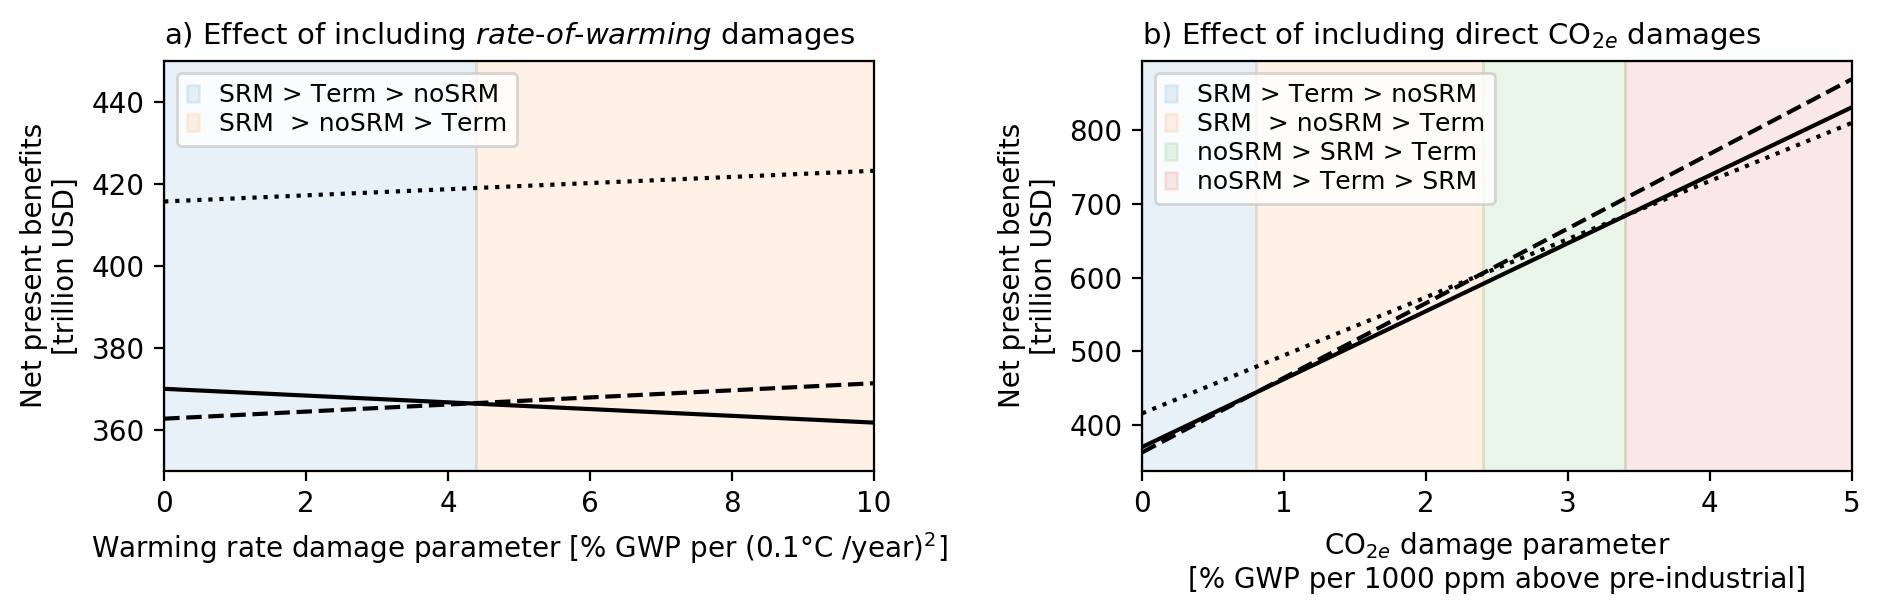 a) Effect of including rate-of-warming damages
SRM > Term > noSRM
SRM  > noSRM > Term
Net present benefits
[trillion USD]
440
420
400
380
360
0 2 4 6 8 10
Warming rate damage parameter [% GWP per (0.1°C /year)²]
b) Effect of including direct CO₂ₑ damages
SRM > Term > noSRM
SRM  > noSRM > Term
noSRM > SRM > Term
noSRM > Term > SRM
Net present benefits
[trillion USD]
800
700
600
500
400
0 1 2 3 4 5
CO₂ₑ damage parameter
[% GWP per 1000 ppm above pre-industrial]